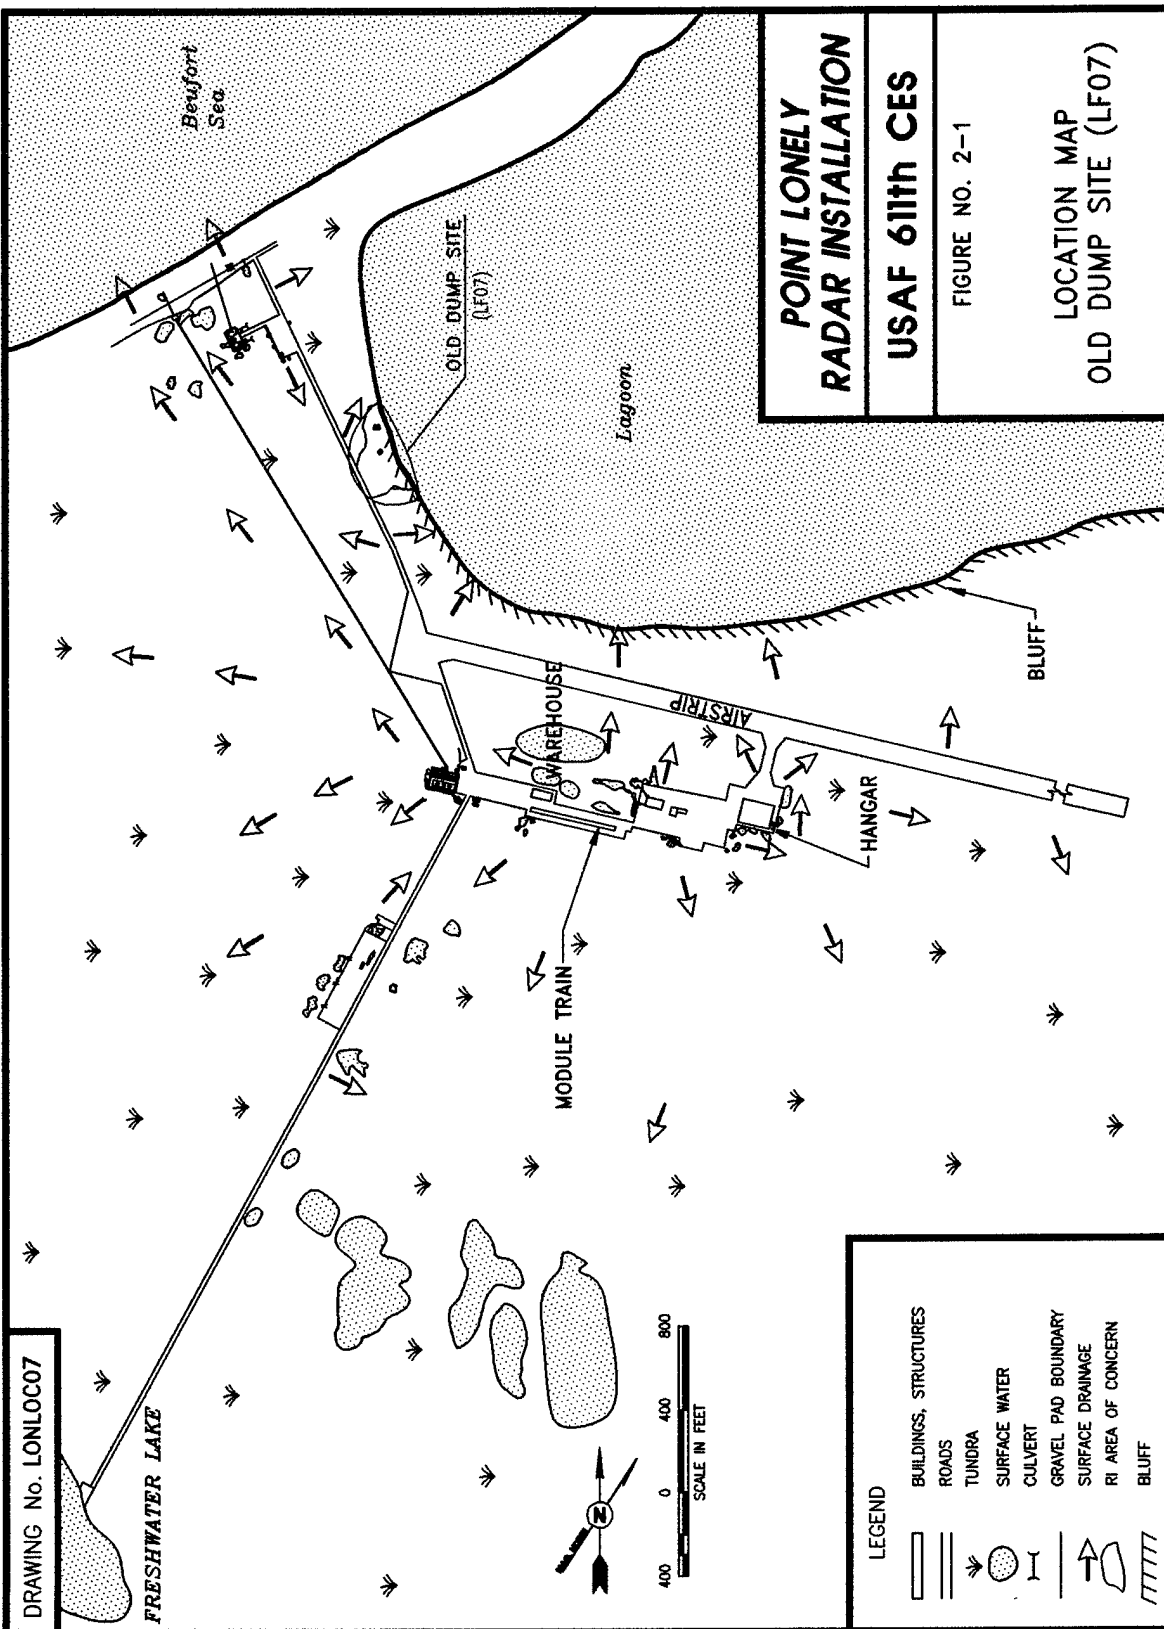 DRAWING No. LONLOC07
FRESHWATER LAKE
Beufort
Sea
OLD DUMP SITE
(LF07)
Lagoon
WAREHOUSE
AIRSTRIP
BLUFF
HANGAR
MODULE TRAIN
N
400 0 400 800
SCALE IN FEET
LEGEND
BUILDINGS, STRUCTURES
ROADS
TUNDRA
SURFACE WATER
CULVERT
GRAVEL PAD BOUNDARY
SURFACE DRAINAGE
RI AREA OF CONCERN
BLUFF
POINT LONELY
RADAR INSTALLATION
USAF 611th CES
FIGURE NO. 2-1
LOCATION MAP
OLD DUMP SITE (LF07)